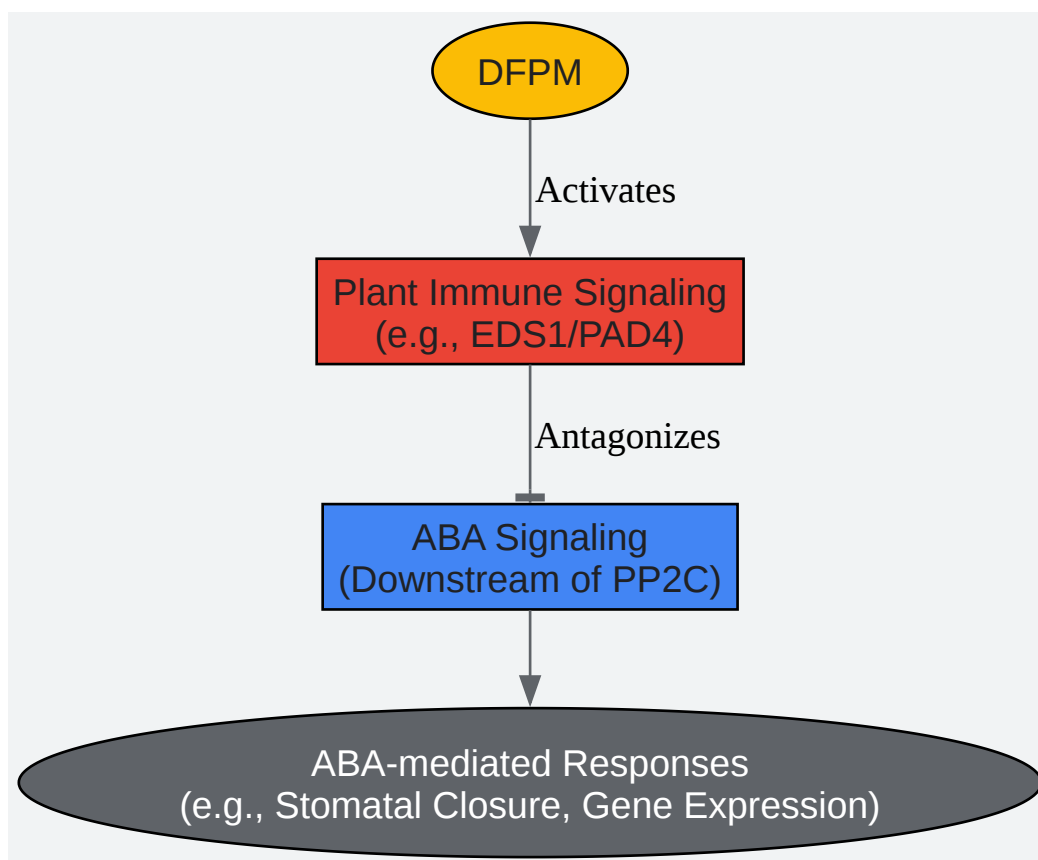 DFPM
Activates
Plant Immune Signaling
(e.g., EDS1/PAD4)
Antagonizes
ABA Signaling
(Downstream of PP2C)
ABA-mediated Responses
(e.g., Stomatal Closure, Gene Expression)